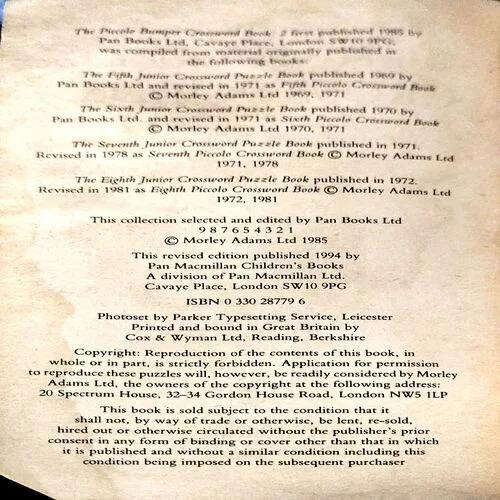 The Piccolo Bumper Crossword Book 2 first published 1985 by
Pan Books Ltd, Cavaye Place, London SW10 9PG,
was compiled from material originally published in
the following books:
The Fifth Junior Crossword Puzzle Book published 1969 by
Pan Books Ltd and revised in 1971 as Fifth Piccolo Crossword Book
© Morley Adams Ltd 1969, 1971
The Sixth Junior Crossword Puzzle Book published 1970 by
Pan Books Ltd. and revised in 1971 as Sixth Piccolo Crossword Book
© Morley Adams Ltd 1970, 1971
The Seventh Junior Crossword Puzzle Book published in 1971.
Revised in 1978 as Seventh Piccolo Crossword Book © Morley Adams Ltd
1971, 1978
The Eighth Junior Crossword Puzzle Book published in 1972.
Revised in 1981 as Eighth Piccolo Crossword Book © Morley Adams Ltd
1972, 1981
This collection selected and edited by Pan Books Ltd
9 8 7 6 5 4 3 2 1
© Morley Adams Ltd 1985
This revised edition published 1994 by
Pan Macmillan Children's Books
A division of Pan Macmillan Ltd.
Cavaye Place, London SW10 9PG
ISBN 0 330 28779 6
Photoset by Parker Typesetting Service, Leicester
Printed and bound in Great Britain by
Cox & Wyman Ltd, Reading, Berkshire
Copyright: Reproduction of the contents of this book, in
whole or in part, is strictly forbidden. Application for permission
to reproduce these puzzles will, however, be readily considered by Morley
Adams Ltd, the owners of the copyright at the following address:
20 Spectrum House, 32–34 Gordon House Road, London NW5 1LP
This book is sold subject to the condition that it
shall not, by way of trade or otherwise, be lent, re-sold,
hired out or otherwise circulated without the publisher's prior
consent in any form of binding or cover other than that in which
it is published and without a similar condition including this
condition being imposed on the subsequent purchaser